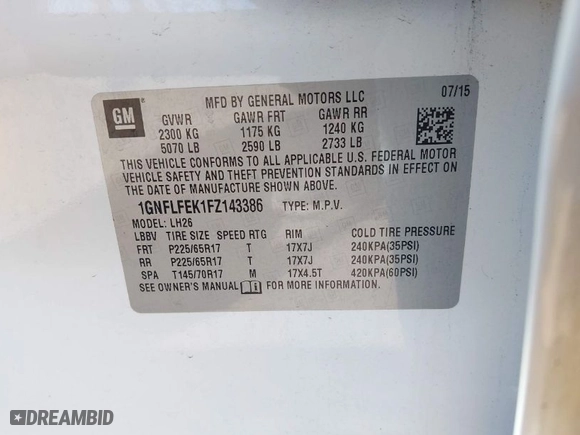 GM
MFD BY GENERAL MOTORS LLC 07/15
GVWR GAWR FRT GAWR RR
2300 KG 1175 KG 1240 KG
5070 LB 2590 LB 2733 LB
THIS VEHICLE CONFORMS TO ALL APPLICABLE U.S. FEDERAL MOTOR
VEHICLE SAFETY AND THEFT PREVENTION STANDARDS IN EFFECT ON
THE DATE OF MANUFACTURE SHOWN ABOVE.
1GNFLFEK1FZ143386 TYPE: M.P.V.
MODEL: LH26
LBBV TIRE SIZE SPEED RTG RIM COLD TIRE PRESSURE
FRT P225/65R17 T 17X7J 240KPA(35PSI)
RR P225/65R17 T 17X7J 240KPA(35PSI)
SPA T145/70R17 M 17X4.5T 420KPA(60PSI)
SEE OWNER'S MANUAL FOR MORE INFORMATION.
DREAMBID